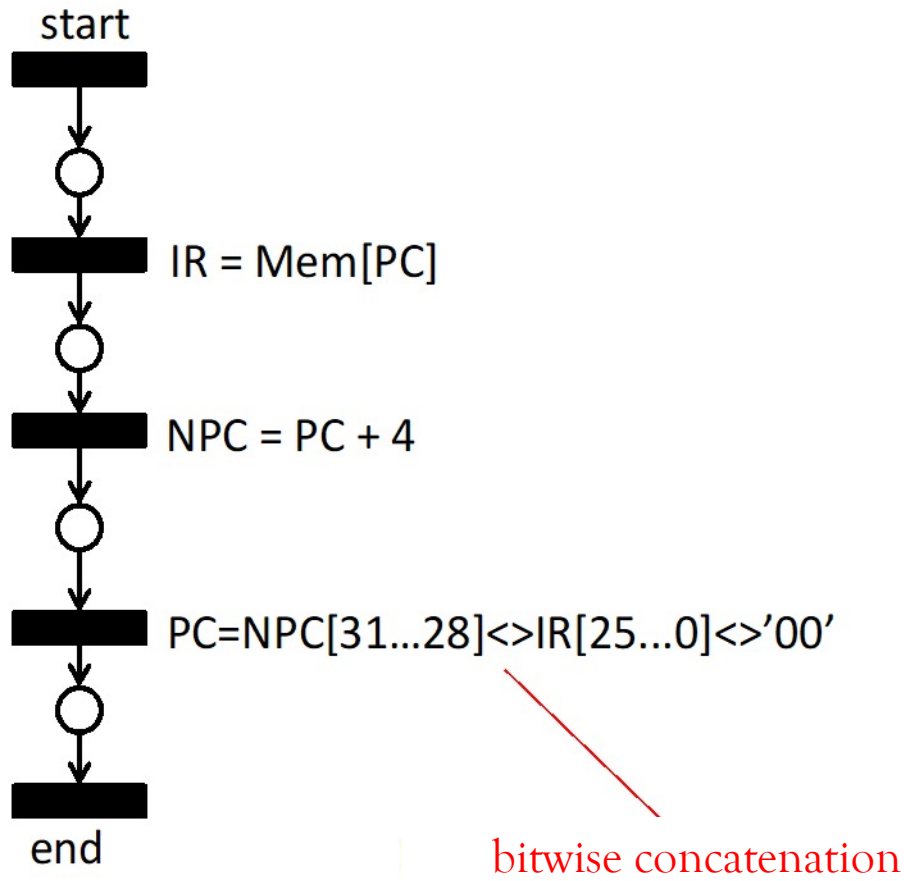 start
IR = Mem[PC]
NPC = PC + 4
PC=NPC[31...28]<>IR[25...0]<>’00’
end
bitwise concatenation